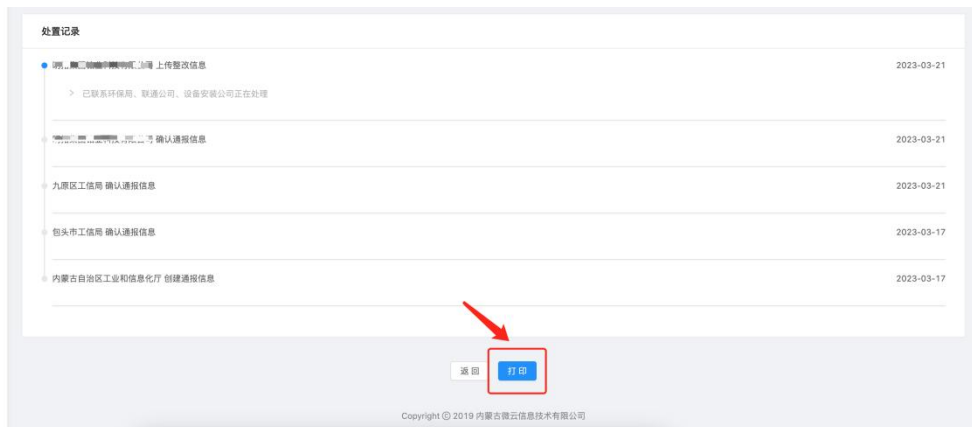 处置记录
上传整改信息 2023-03-21
> 已联系环保局、联通公司、设备安装公司正在处理
确认通报信息 2023-03-21
九原区工信局 确认通报信息 2023-03-21
包头市工信局 确认通报信息 2023-03-17
内蒙古自治区工业和信息化厅 创建通报信息 2023-03-17
返回 打印
Copyright © 2019 内蒙古微云信息技术有限公司